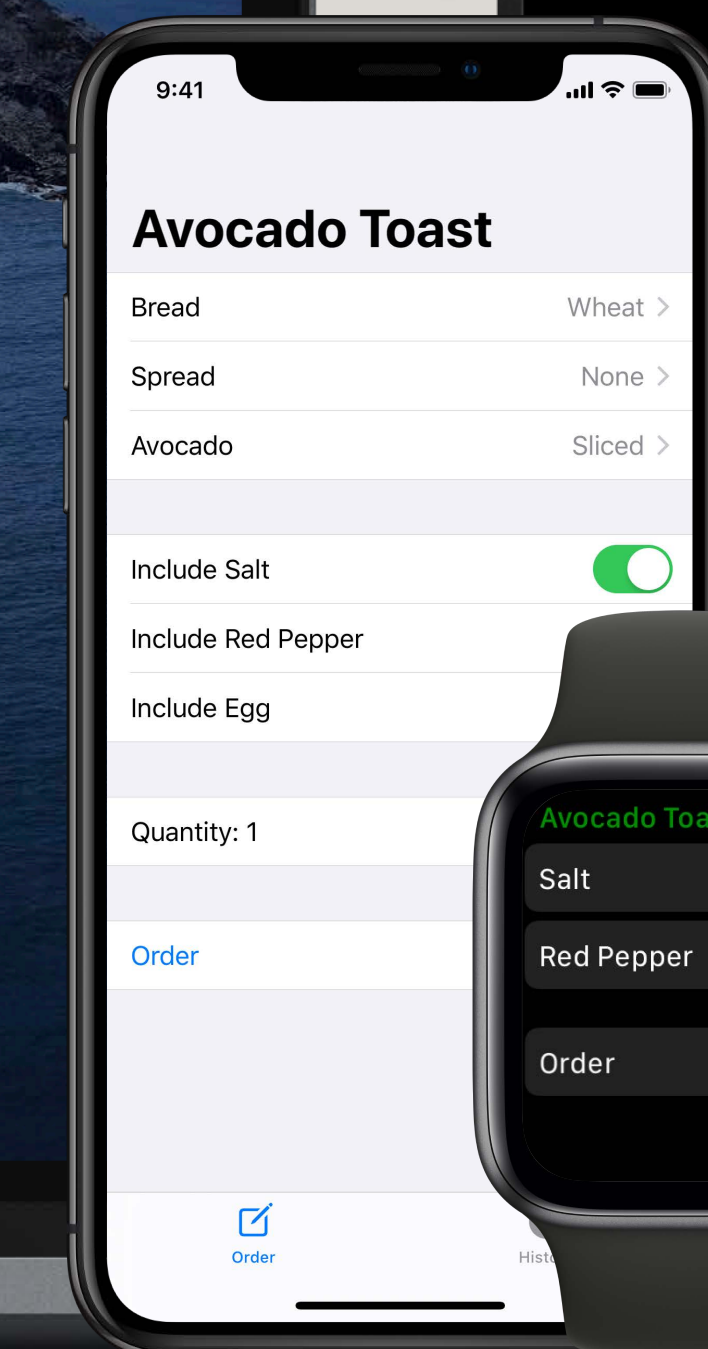 9:41
Avocado Toast
Bread Wheat
Spread None
Avocado Sliced
Include Salt
Include Red Pepper
Include Egg
Quantity: 1
Order
Order
Avocado
Salt
Red Pepper
Order